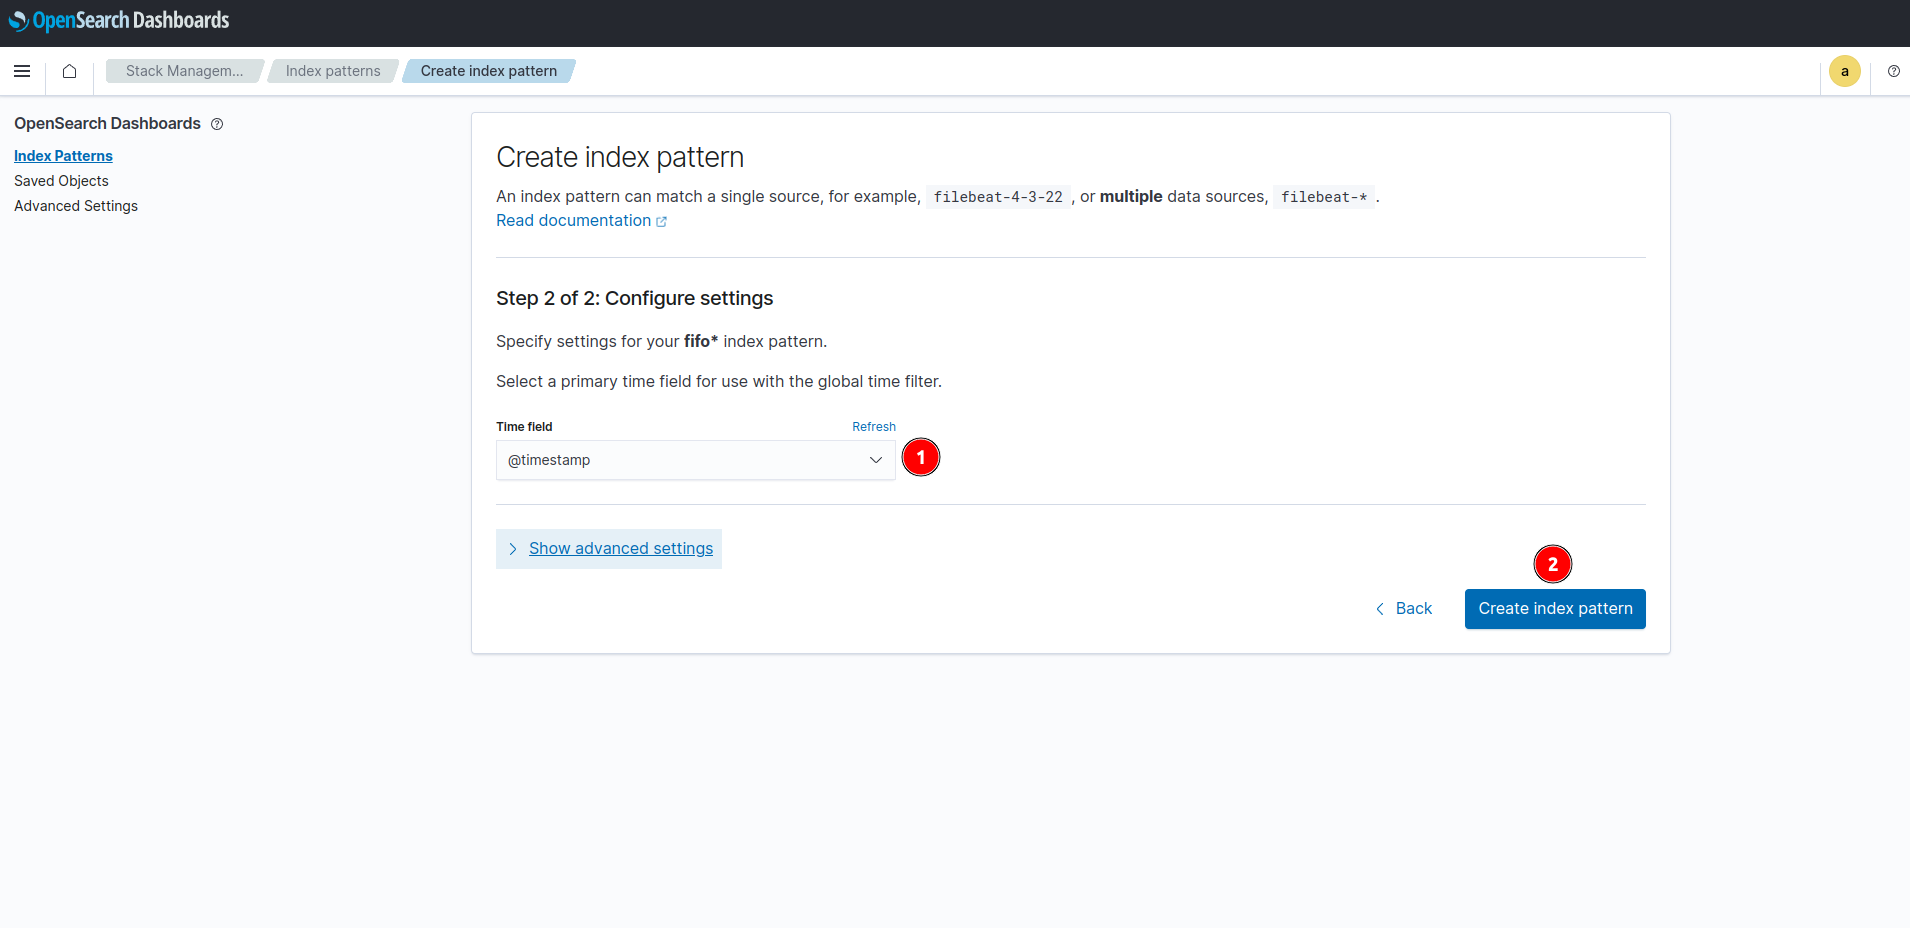 OpenSearch Dashboards
Stack Managem...
Index patterns
Create index pattern
a
OpenSearch Dashboards
Index Patterns
Saved Objects
Advanced Settings
Create index pattern
An index pattern can match a single source, for example, filebeat-4-3-22 , or multiple data sources, filebeat-* .
Read documentation
Step 2 of 2: Configure settings
Specify settings for your fifo* index pattern.
Select a primary time field for use with the global time filter.
Time field
Refresh
@timestamp
1
Show advanced settings
2
Back
Create index pattern